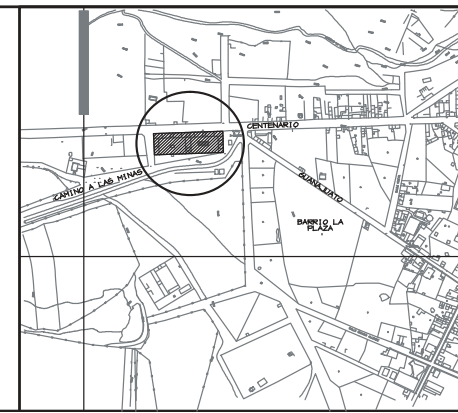 CENTENARIO
CAMINO A LAS MINAS
GUANAJUATO
BARRIO LA
PLAZA